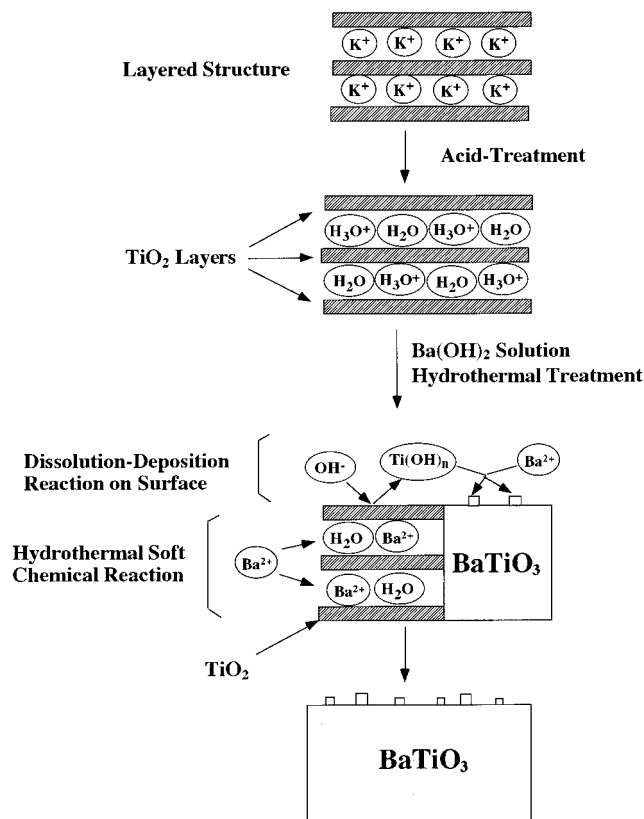 K⁺ K⁺ K⁺ K⁺
Layered Structure
K⁺ K⁺ K⁺ K⁺
Acid-Treatment
H₃O⁺ H₂O H₃O⁺ H₂O
TiO₂ Layers
H₂O H₃O⁺ H₂O H₃O⁺
Ba(OH)₂ Solution
Hydrothermal Treatment
Dissolution-Deposition
Reaction on Surface
OH⁻ Ti(OH)ₙ Ba²⁺
Hydrothermal Soft
Chemical Reaction
Ba²⁺
H₂O Ba²⁺
Ba²⁺ H₂O
BaTiO₃
TiO₂
BaTiO₃